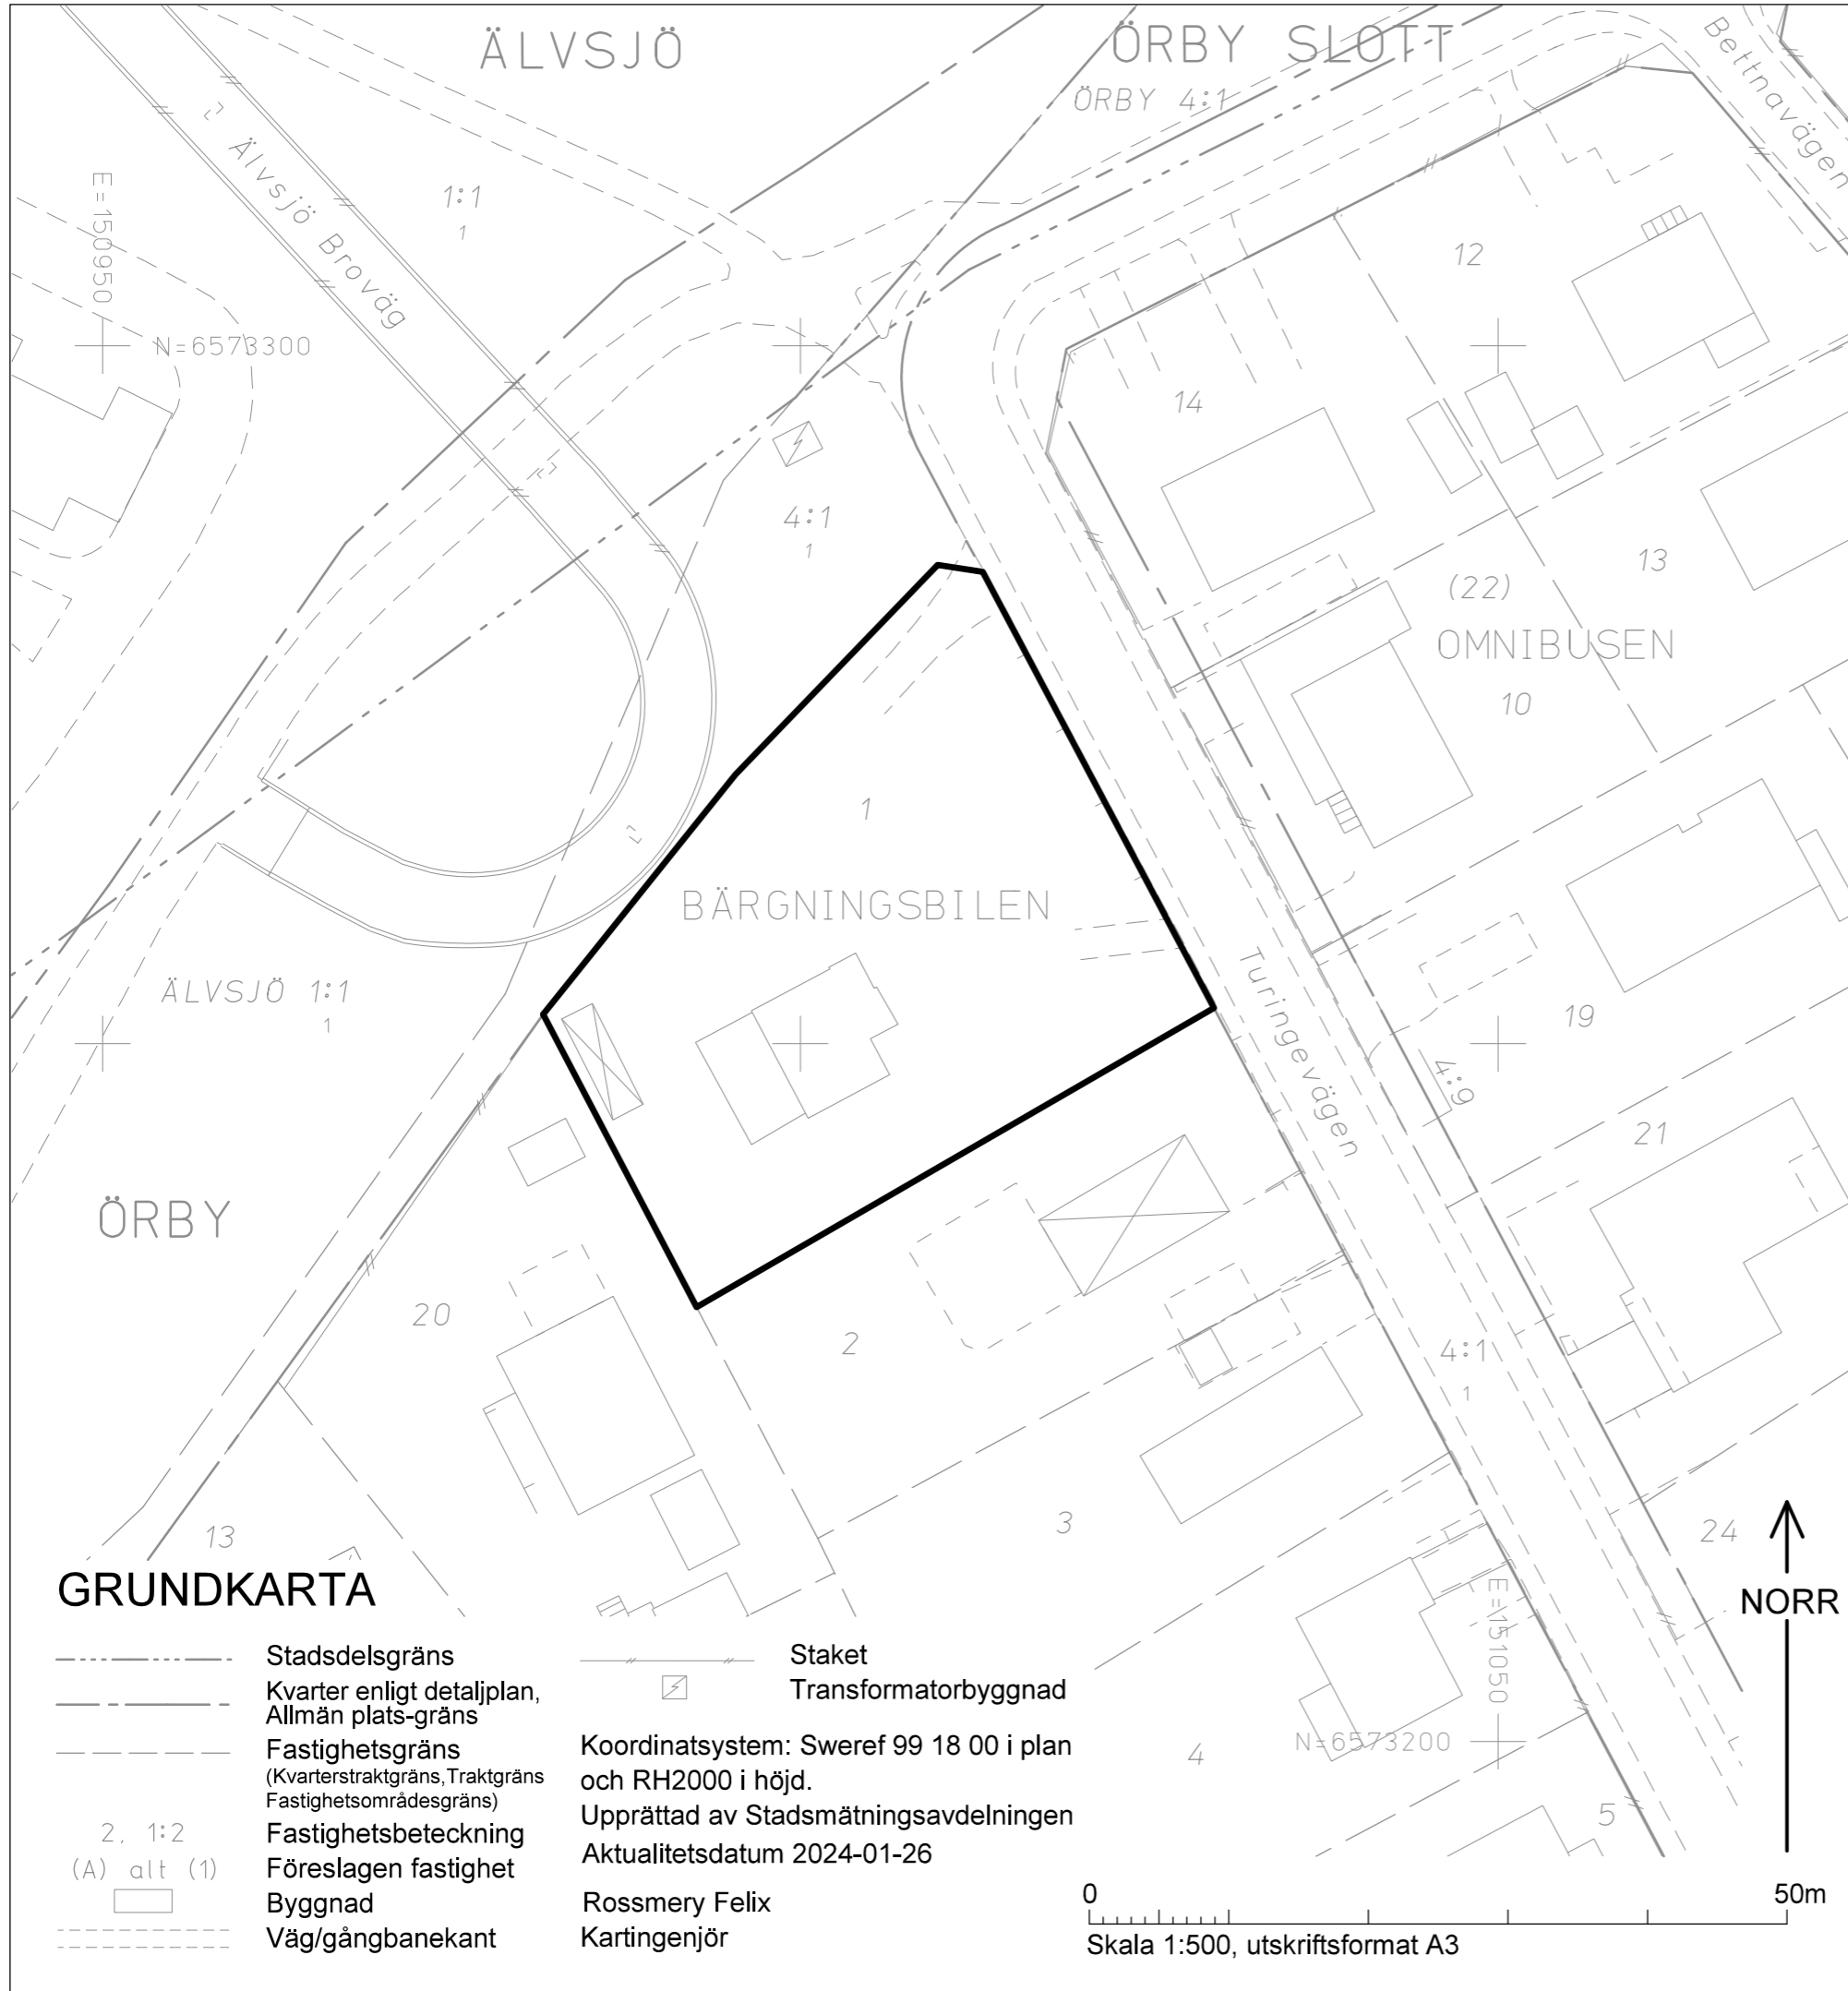 ÄLVSJÖ
ÖRBY SLOTT
ÖRBY 4:1
Bettnavägen
Älvsjö Broväg
1:1
1
E=150950
N=6573300
12
14
4:1
1
13
(22)
OMNIBUSEN
10
1
BÄRGNINGSBILEN
ÄLVSJÖ 1:1
1
Turingevägen
19
4:9
21
ÖRBY
20
2
4:1
1
3
13
24
NORR
E=151050
N=6573200
4
5
GRUNDKARTA
Stadsdelsgräns
Kvarter enligt detaljplan,
Allmän plats-gräns
Fastighetsgräns
(Kvarterstraktgräns,Traktgräns
Fastighetsområdesgräns)
2, 1:2 Fastighetsbeteckning
(A) alt (1) Föreslagen fastighet
Byggnad
Väg/gångbanekant
Staket
Transformatorbyggnad
Koordinatsystem: Sweref 99 18 00 i plan
och RH2000 i höjd.
Upprättad av Stadsmätningsavdelningen
Aktualitetsdatum 2024-01-26
Rossmery Felix
Kartingenjör
0 50m
Skala 1:500, utskriftsformat A3